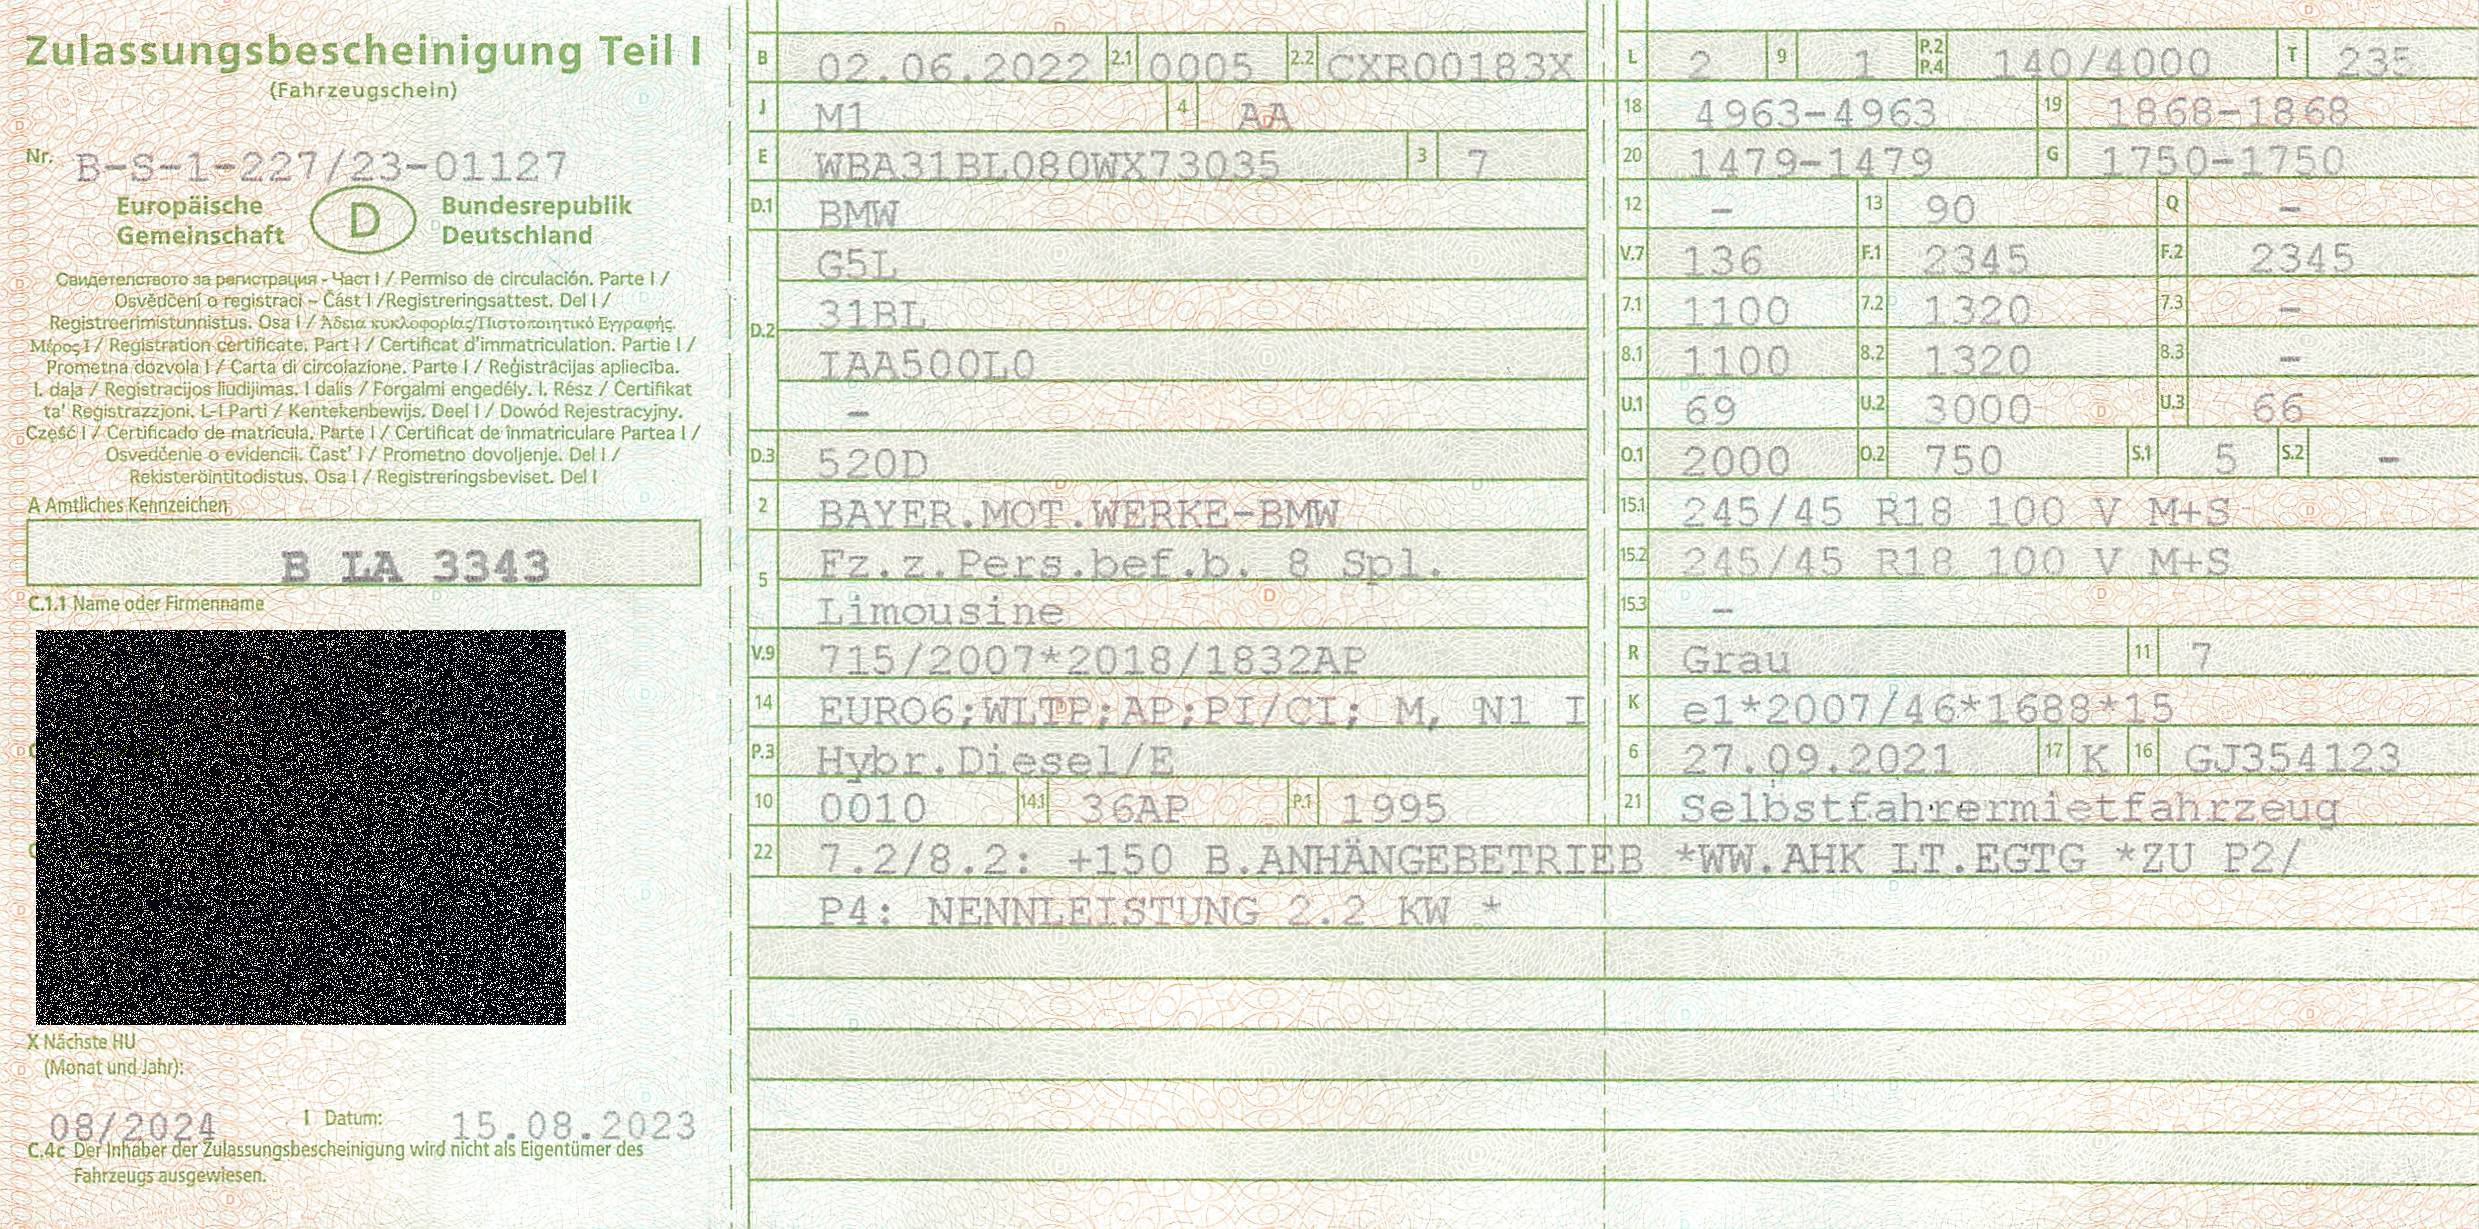 Zulassungsbescheinigung Teil I
(Fahrzeugschein)
Nr. B-S-1-227/23-01127
Europäische Gemeinschaft
D
Bundesrepublik Deutschland
Свидетелството за регистрация - Част I / Permiso de circulación. Parte I /
Osvědčení o registraci – Část I /Registreringsattest. Del I /
Registreerimistunnistus. Osa I / Άδεια κυκλοφορίας/Πιστοποιητικό Εγγραφής.
Μέρος I / Registration certificate. Part I / Certificat d'immatriculation. Partie I /
Prometna dozvola I / Carta di circolazione. Parte I / Reģistrācijas apliecība.
I. daļa / Registracijos liudijimas. I dalis / Forgalmi engedély. I. Rész / Ċertifikat
ta' Reġistrazzjoni. L-I Parti / Kentekenbewijs. Deel I / Dowód Rejestracyjny.
Część I / Certificado de matrícula. Parte I / Certificat de înmatriculare Partea I /
Osvedčenie o evidencii. Časť I / Prometno dovoljenje. Del I /
Rekisteröintitodistus. Osa I / Registreringsbeviset. Del I
A Amtliches Kennzeichen
B LA 3343
C.1.1 Name oder Firmenname
X Nächste HU
(Monat und Jahr):
08/2024 I Datum: 15.08.2023
C.4c Der Inhaber der Zulassungsbescheinigung wird nicht als Eigentümer des
Fahrzeugs ausgewiesen.
B 02.06.2022 2.1 0005 2.2 CXR00183X
J M1 4 AA
E WBA31BL080WX73035 3 7
D.1 BMW
G5L
D.2 31BL
IAA500L0
–
D.3 520D
2 BAYER.MOT.WERKE-BMW
5 Fz.z.Pers.bef.b. 8 Spl.
Limousine
V.9 715/2007*2018/1832AP
14 EURO6;WLTP;AP;PI/CI; M, N1 I
P.3 Hybr.Diesel/E
10 0010 14.1 36AP P.1 1995
L 2 9 1 P.2 P.4 140/4000 T 235
18 4963-4963 19 1868-1868
20 1479-1479 G 1750-1750
12 – 13 90 Q –
V.7 136 F.1 2345 F.2 2345
7.1 1100 7.2 1320 7.3 –
8.1 1100 8.2 1320 8.3 –
U.1 69 U.2 3000 U.3 66
O.1 2000 O.2 750 S.1 5 S.2 –
15.1 245/45 R18 100 V M+S
15.2 245/45 R18 100 V M+S
15.3 –
R Grau 11 7
K e1*2007/46*1688*15
6 27.09.2021 17 K 16 GJ354123
21 Selbstfahrermietfahrzeug
22 7.2/8.2: +150 B.ANHÄNGEBETRIEB *WW.AHK LT.EGTG *ZU P2/
P4: NENNLEISTUNG 2.2 KW *